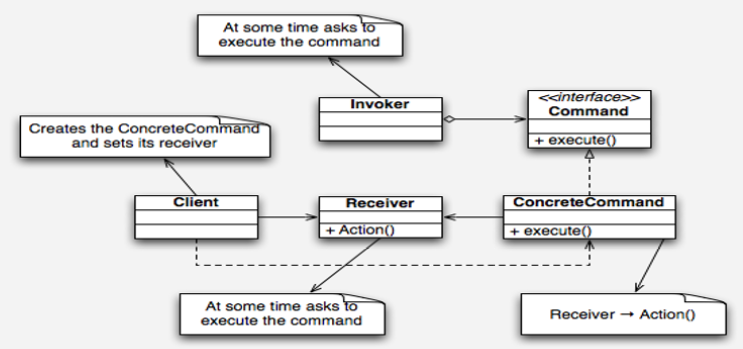 At some time asks to
execute the command
Invoker
<<interface>>
Command
+ execute()
Creates the ConcreteCommand
and sets its receiver
Client
Receiver
+ Action()
ConcreteCommand
+ execute()
At some time asks to
execute the command
Receiver → Action()